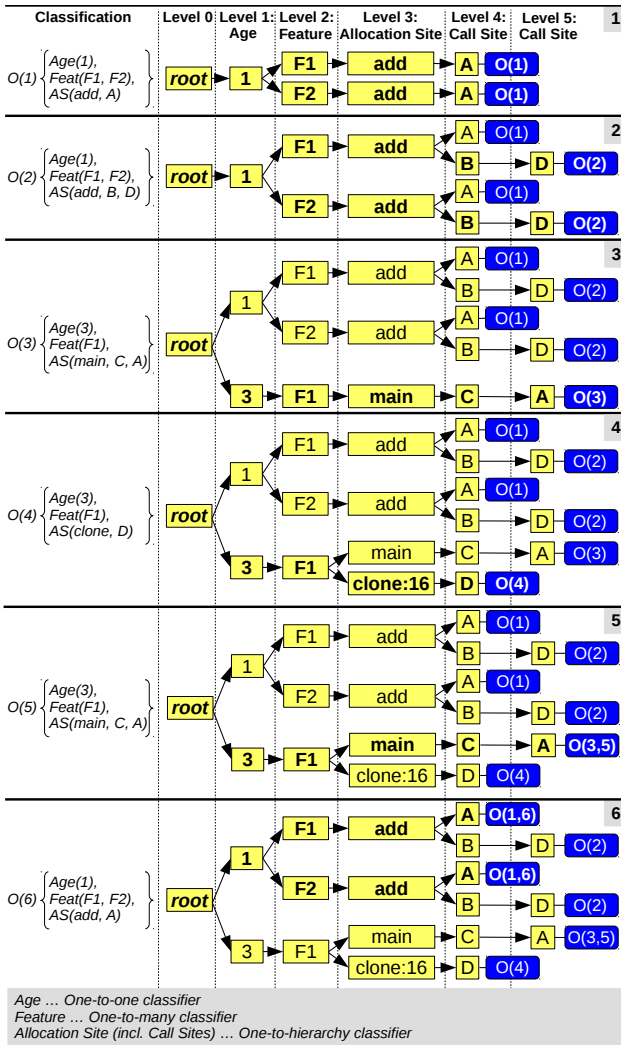 Classification Level 0 Level 1: Level 2: Level 3: Level 4: Level 5: 1
Age Feature Allocation Site Call Site Call Site
Age(1),
O(1) Feat(F1, F2),
AS(add, A)
root 1
F1 add A O(1)
F2 add A O(1)
2
Age(1),
O(2) Feat(F1, F2),
AS(add, B, D)
root 1
F1 add A O(1)
B D O(2)
F2 add A O(1)
B D O(2)
3
Age(3),
O(3) Feat(F1),
AS(main, C, A)
root
1 F1 add A O(1)
B D O(2)
F2 add A O(1)
B D O(2)
3 F1 main C A O(3)
4
Age(3),
O(4) Feat(F1),
AS(clone, D)
root
1 F1 add A O(1)
B D O(2)
F2 add A O(1)
B D O(2)
3 F1 main C A O(3)
clone:16 D O(4)
5
Age(3),
O(5) Feat(F1),
AS(main, C, A)
root
1 F1 add A O(1)
B D O(2)
F2 add A O(1)
B D O(2)
3 F1 main C A O(3,5)
clone:16 D O(4)
6
Age(1),
O(6) Feat(F1, F2),
AS(add, A)
root
1 F1 add A O(1,6)
B D O(2)
F2 add A O(1,6)
B D O(2)
3 F1 main C A O(3,5)
clone:16 D O(4)
Age ... One-to-one classifier
Feature ... One-to-many classifier
Allocation Site (incl. Call Sites) ... One-to-hierarchy classifier